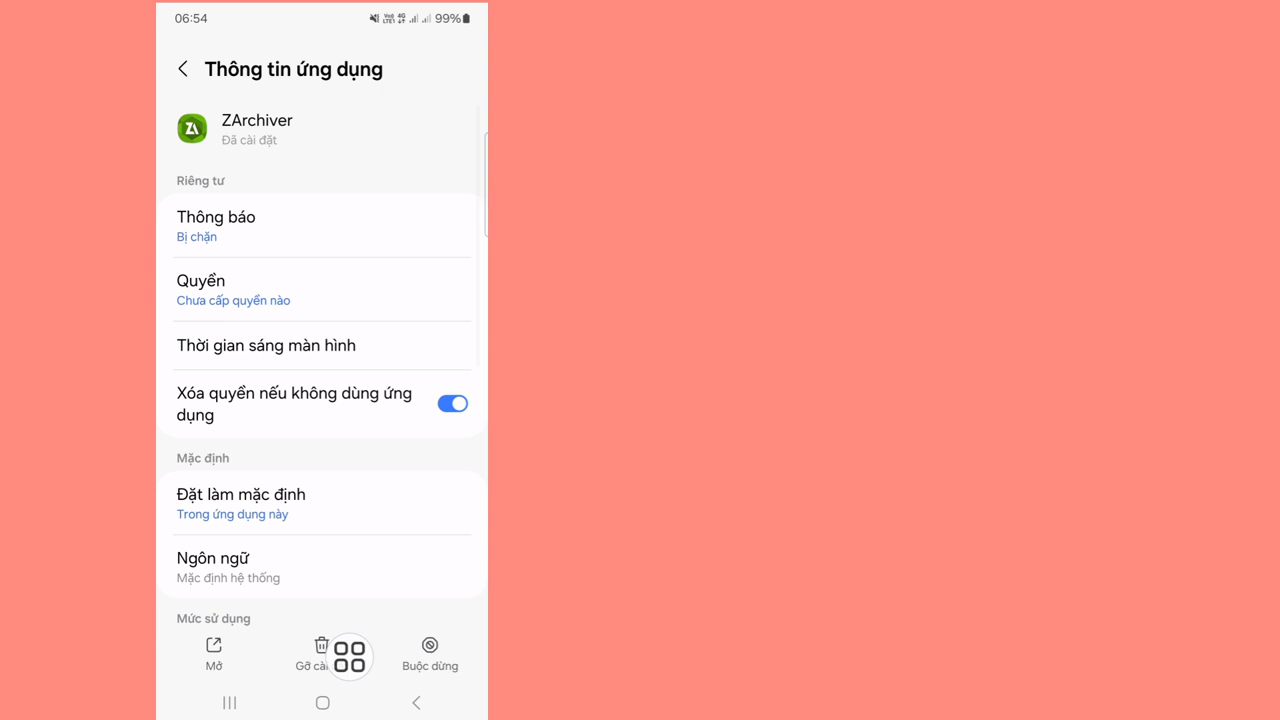 06:54
99%
Thông tin ứng dụng
ZArchiver
Đã cài đặt
Riêng tư
Thông báo
Bị chặn
Quyền
Chưa cấp quyền nào
Thời gian sáng màn hình
Xóa quyền nếu không dùng ứng
dụng
Mặc định
Đặt làm mặc định
Trong ứng dụng này
Ngôn ngữ
Mặc định hệ thống
Mức sử dụng
Mở
Gỡ
Buộc dừng